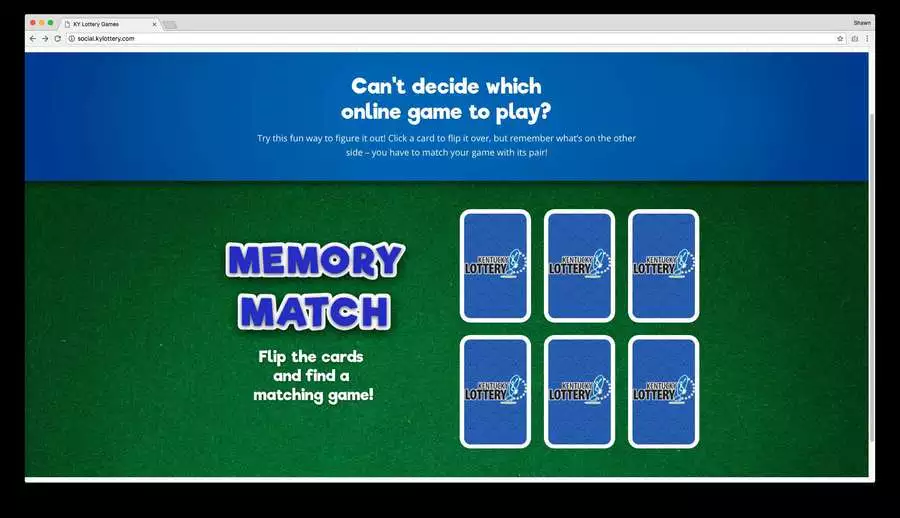 KY Lottery Games
Shawn
social.kylottery.com
Can't decide which
online game to play?
Try this fun way to figure it out! Click a card to flip it over, but remember what's on the other
side – you have to match your game with its pair!
MEMORY
MATCH
Flip the cards
and find a
matching game!
KENTUCKY
LOTTERY
KENTUCKY
LOTTERY
KENTUCKY
LOTTERY
KENTUCKY
LOTTERY
KENTUCKY
LOTTERY
KENTUCKY
LOTTERY